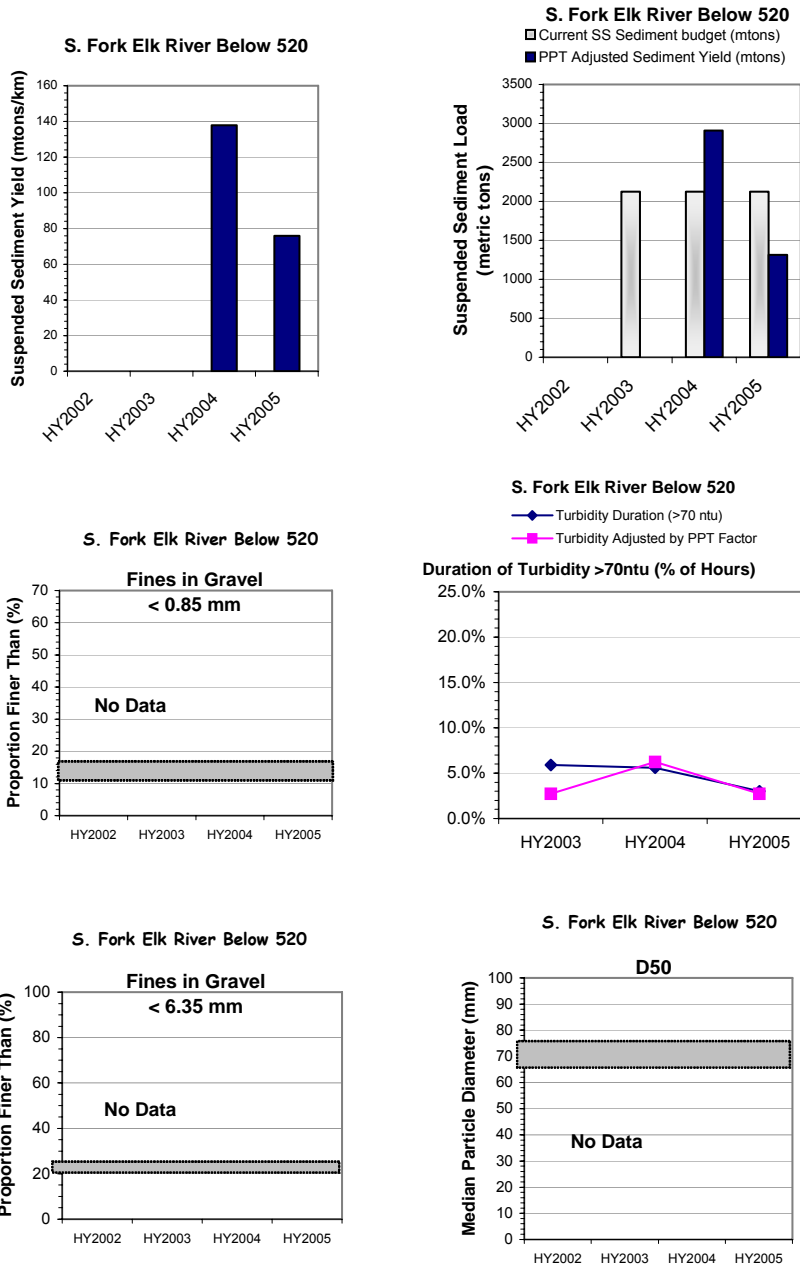 S. Fork Elk River Below 520
Suspended Sediment Yield (mtons/km)
160
140
120
100
80
60
40
20
0
HY2002
HY2003
HY2004
HY2005
S. Fork Elk River Below 520
Current SS Sediment budget (mtons)
PPT Adjusted Sediment Yield (mtons)
Suspended Sediment Load
(metric tons)
3500
3000
2500
2000
1500
1000
500
0
HY2002
HY2003
HY2004
HY2005
S. Fork Elk River Below 520
Fines in Gravel
< 0.85 mm
Proportion Finer Than (%)
70
60
50
40
30
20
10
0
No Data
HY2002 HY2003 HY2004 HY2005
S. Fork Elk River Below 520
Turbidity Duration (>70 ntu)
Turbidity Adjusted by PPT Factor
Duration of Turbidity >70ntu (% of Hours)
25.0%
20.0%
15.0%
10.0%
5.0%
0.0%
HY2003 HY2004 HY2005
S. Fork Elk River Below 520
Fines in Gravel
< 6.35 mm
Proportion Finer Than (%)
100
80
60
40
20
0
No Data
HY2002 HY2003 HY2004 HY2005
S. Fork Elk River Below 520
D50
Median Particle Diameter (mm)
100
90
80
70
60
50
40
30
20
10
0
No Data
HY2002 HY2003 HY2004 HY2005